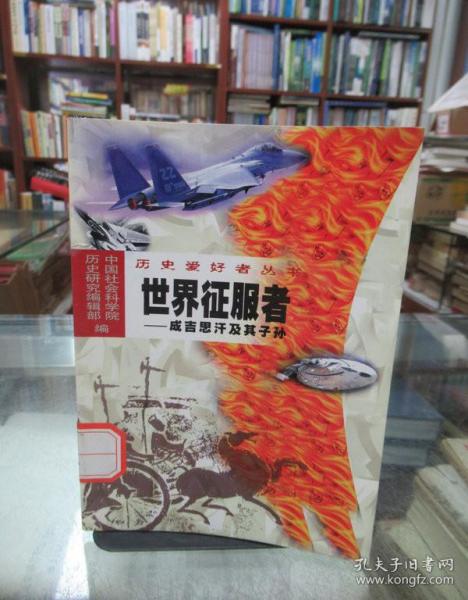 22
历史爱好者丛书
中国社会科学院
历史研究编辑部 编
世界征服者
——成吉思汗及其子孙
孔夫子旧书网
www.kongfz.com